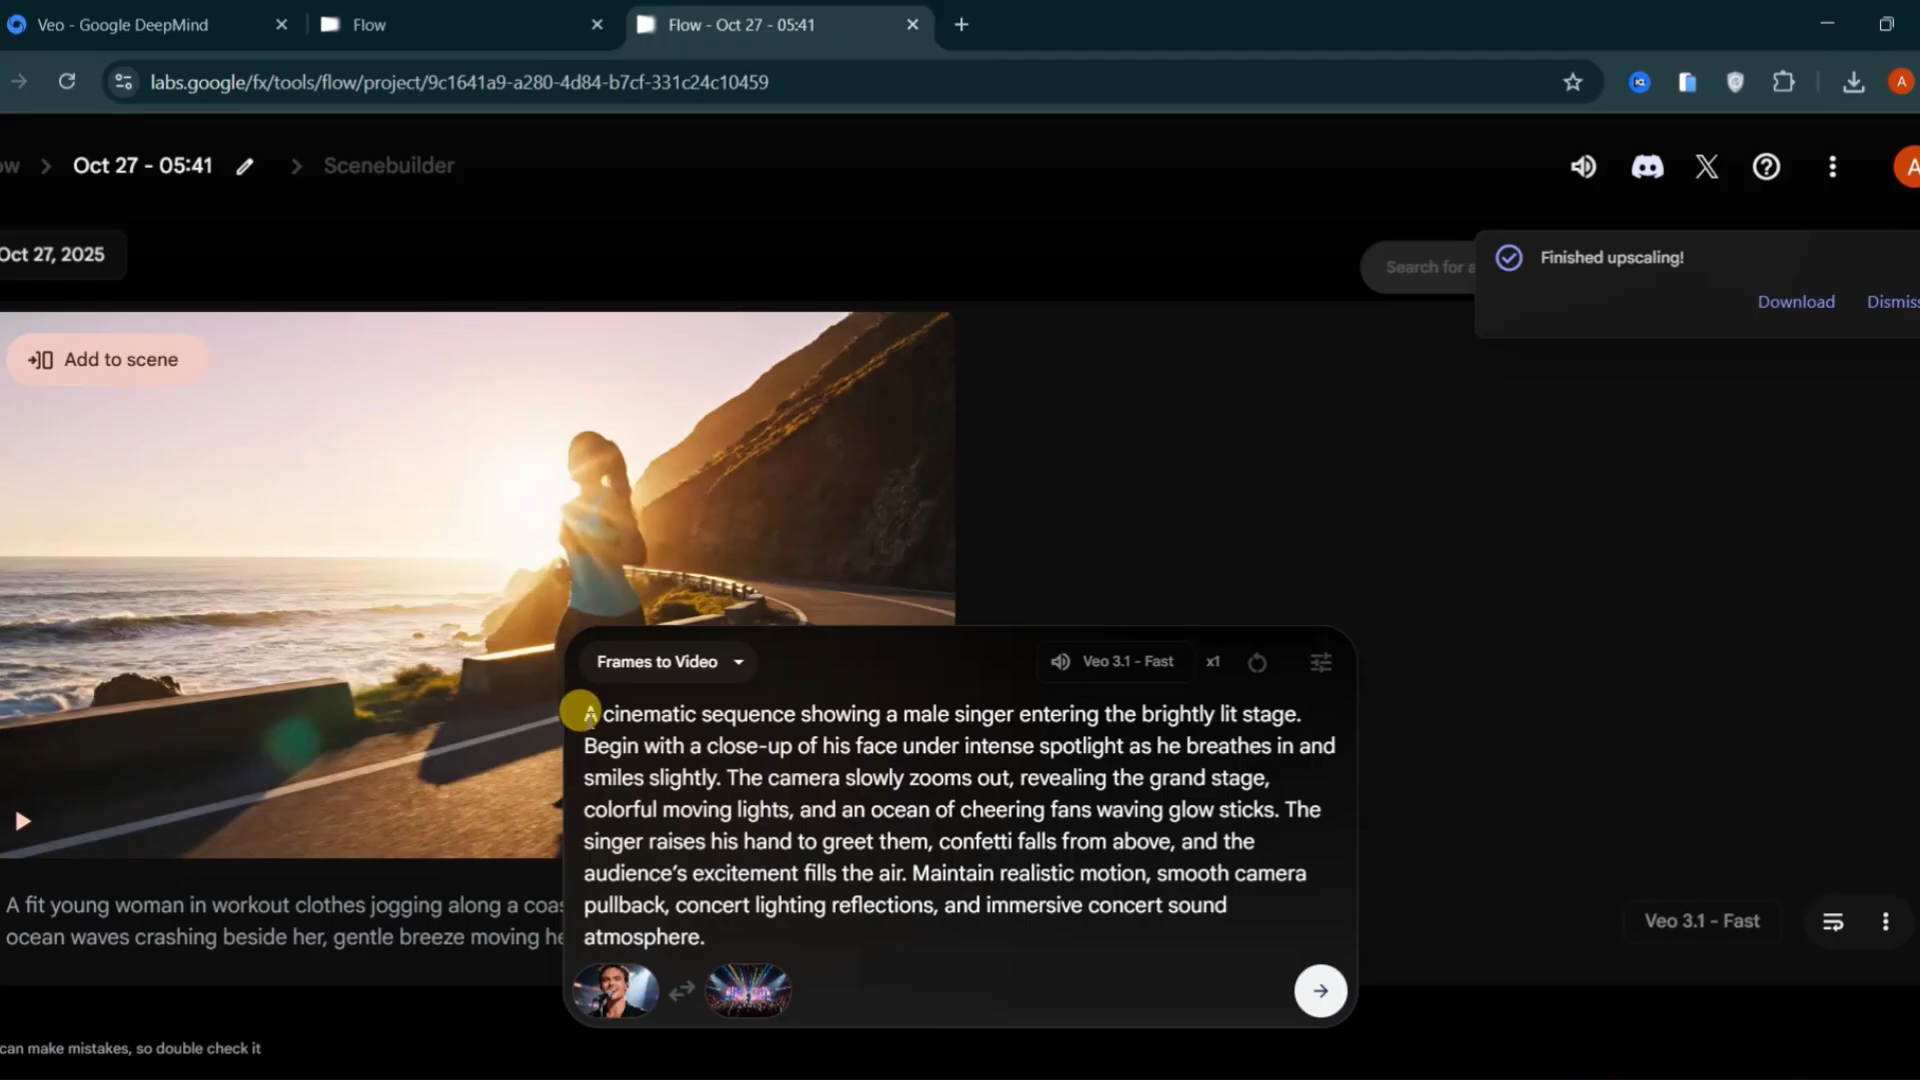 Veo - Google DeepMind
Flow
Flow - Oct 27 - 05:41
labs.google/fx/tools/flow/project/9c1641a9-a280-4d84-b7cf-331c24c10459
A
ow > Oct 27 - 05:41 > Scenebuilder
A
Oct 27, 2025
Search for a
Finished upscaling!
Download
Dismiss
Add to scene
Frames to Video
Veo 3.1 - Fast
x1
A cinematic sequence showing a male singer entering the brightly lit stage.
Begin with a close-up of his face under intense spotlight as he breathes in and
smiles slightly. The camera slowly zooms out, revealing the grand stage,
colorful moving lights, and an ocean of cheering fans waving glow sticks. The
singer raises his hand to greet them, confetti falls from above, and the
audience’s excitement fills the air. Maintain realistic motion, smooth camera
pullback, concert lighting reflections, and immersive concert sound
atmosphere.
A fit young woman in workout clothes jogging along a coas
ocean waves crashing beside her, gentle breeze moving he
Veo 3.1 - Fast
can make mistakes, so double check it